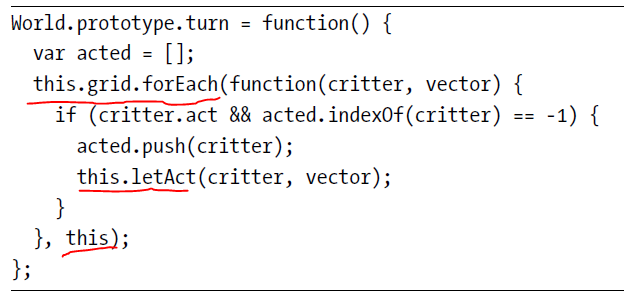 World.prototype.turn = function() {
  var acted = [];
  this.grid.forEach(function(critter, vector) {
    if (critter.act && acted.indexOf(critter) == -1) {
      acted.push(critter);
      this.letAct(critter, vector);
    }
  }, this);
};